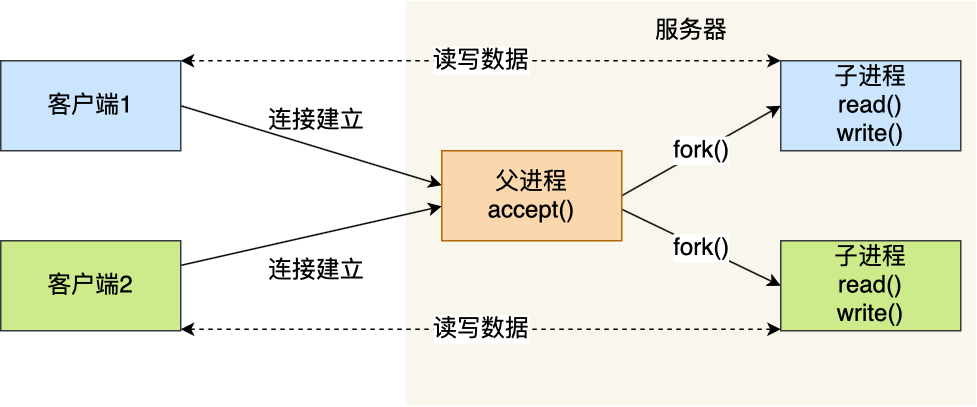 服务器
读写数据
客户端1
子进程
read()
write()
连接建立
fork()
父进程
accept()
fork()
客户端2
连接建立
子进程
read()
write()
读写数据